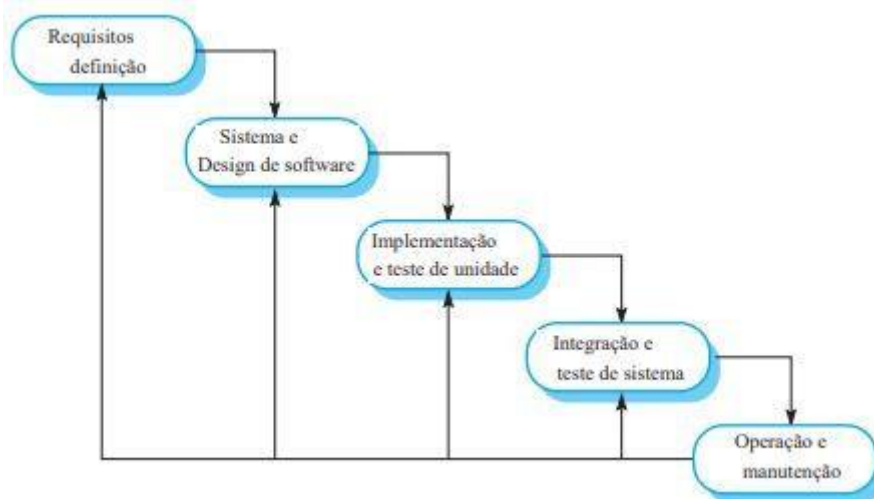 Requisitos
definição
Sistema e
Design de software
Implementação
e teste de unidade
Integração e
teste de sistema
Operação e
manutenção